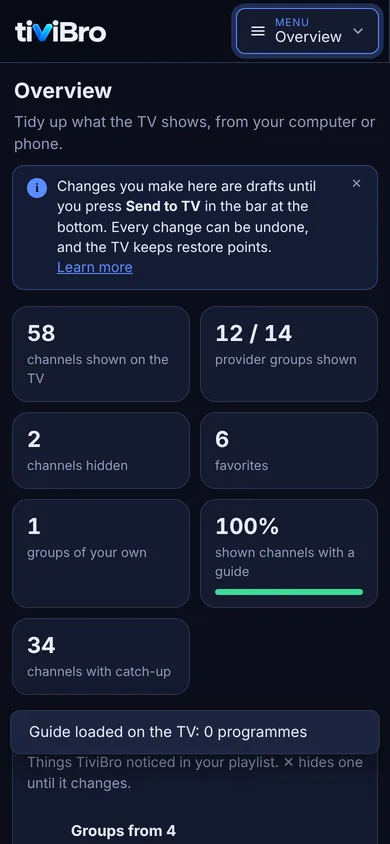 tiviBro
MENU
Overview
Overview
Tidy up what the TV shows, from your computer or
phone.
i
Changes you make here are drafts until
you press Send to TV in the bar at the
bottom. Every change can be undone,
and the TV keeps restore points.
Learn more
58
channels shown on the
TV
12 / 14
provider groups shown
2
channels hidden
6
favorites
1
groups of your own
100%
shown channels with a
guide
34
channels with catch-up
Guide loaded on the TV: 0 programmes
Things TiviBro noticed in your playlist. ✕ hides one
until it changes.
Groups from 4